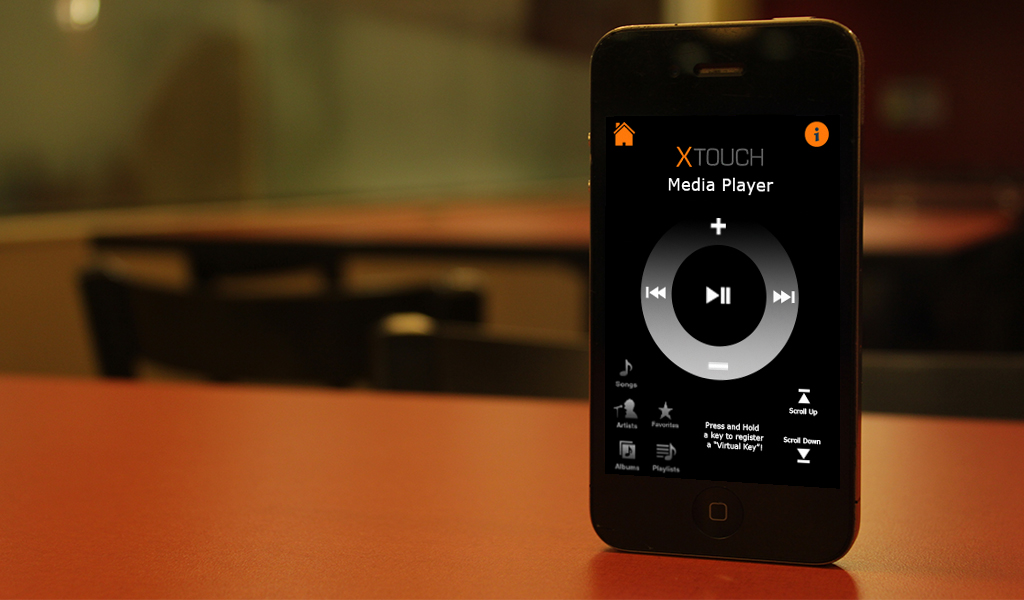 XTOUCH
Media Player
Songs
Artists
Favorites
Albums
Playlists
Press and Hold
a key to register
a "Virtual Key"!
Scroll Up
Scroll Down